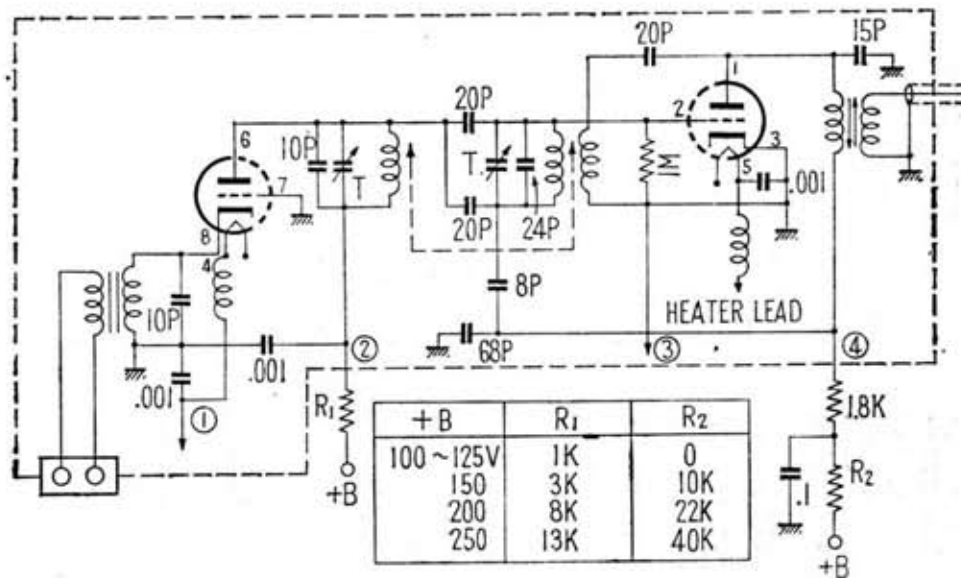 20P
15P
1
20P
6
10P
T
2
T
1M
3
5
.001
7
20P
24P
8
4
8P
HEATER LEAD
10P
.001
②
68P
③
④
.001
①
R₁
1.8K
+B R₁ R₂
100~125V 1K 0
150 3K 10K
200 8K 22K
250 13K 40K
R₂
.1
+B
+B